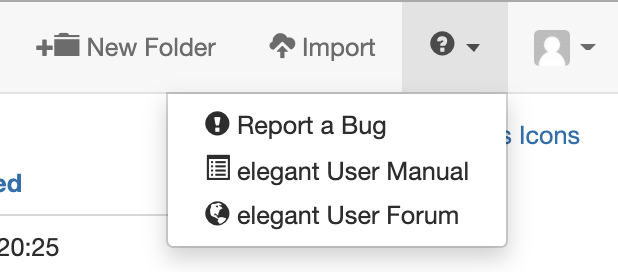 New Folder Import
Report a Bug
s Icons
elegant User Manual
ed
elegant User Forum
20:25